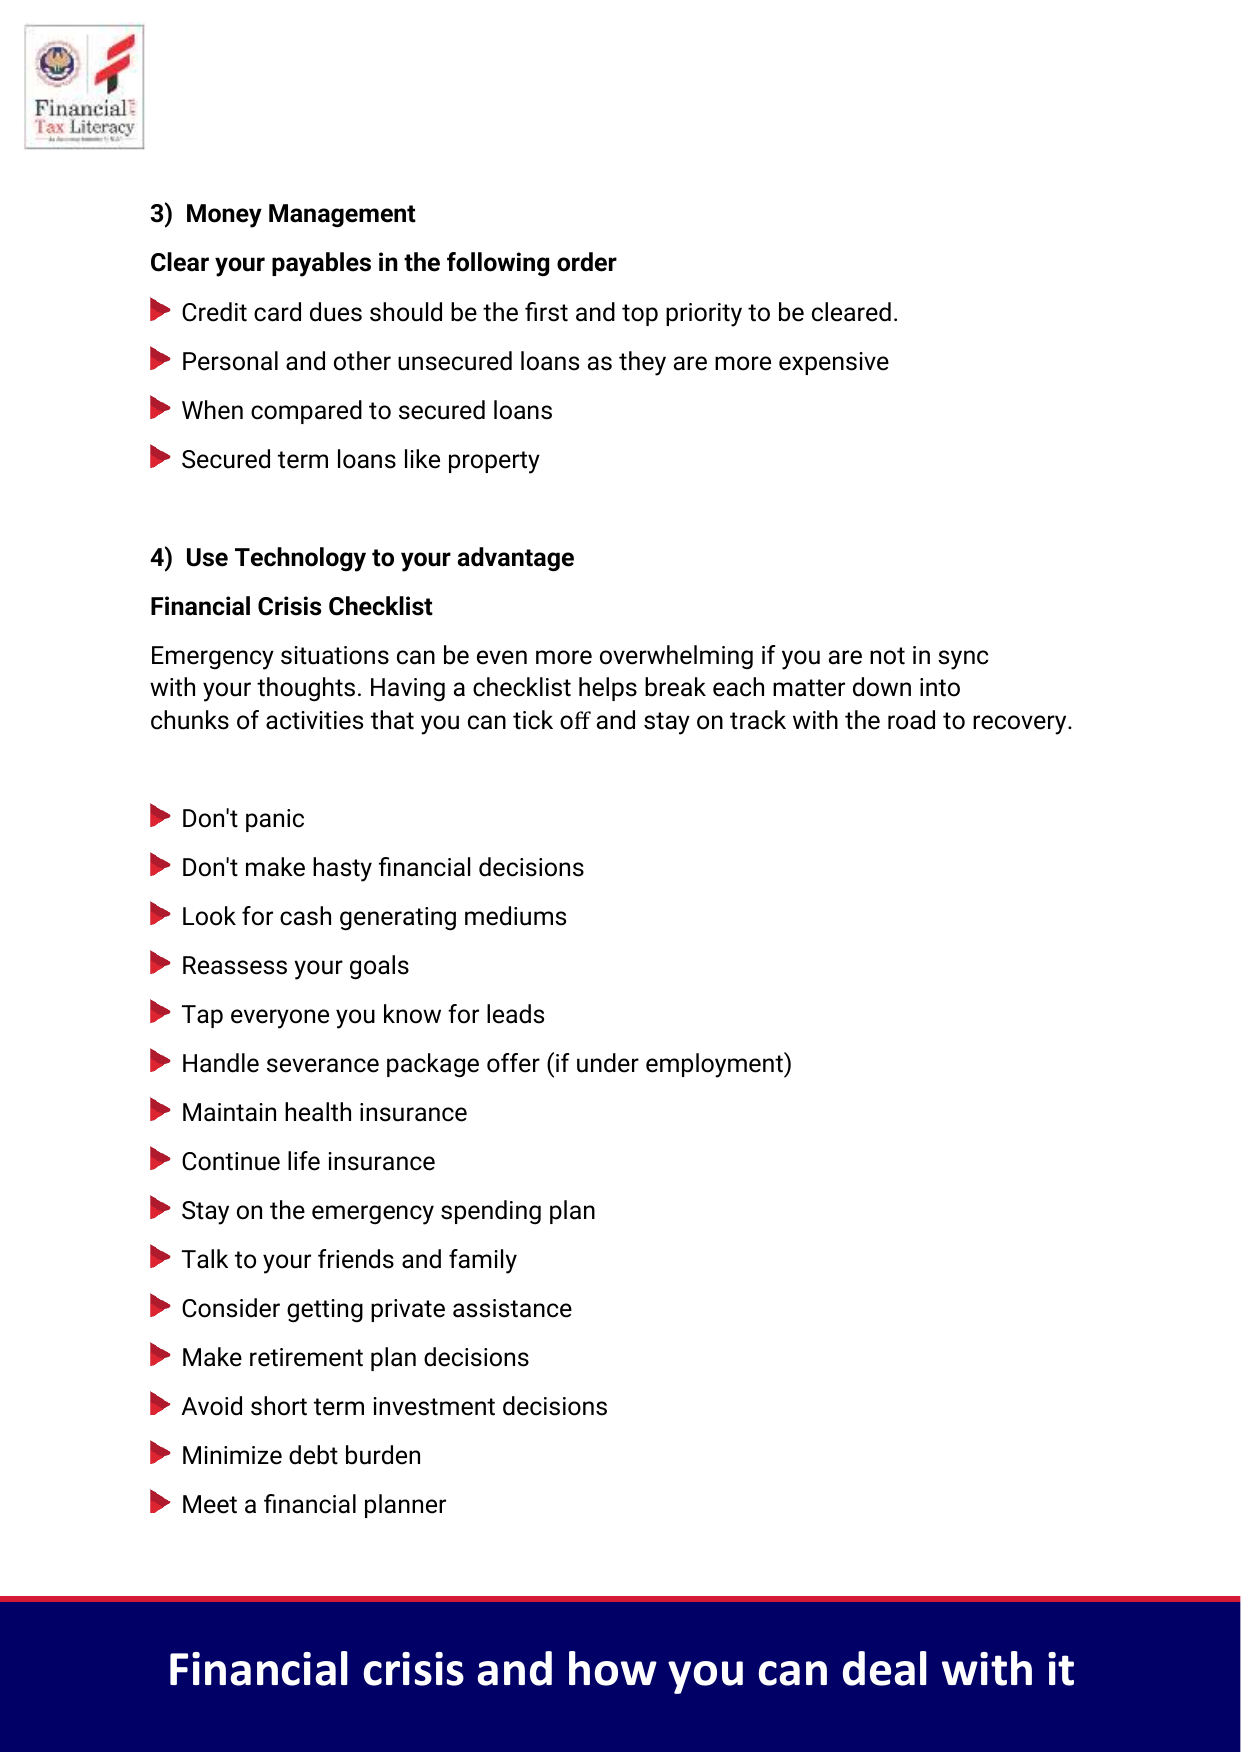 Financial
Tax Literacy
3) Money Management
Clear your payables in the following order
Credit card dues should be the first and top priority to be cleared.
Personal and other unsecured loans as they are more expensive
When compared to secured loans
Secured term loans like property
4) Use Technology to your advantage
Financial Crisis Checklist
Emergency situations can be even more overwhelming if you are not in sync
with your thoughts. Having a checklist helps break each matter down into
chunks of activities that you can tick off and stay on track with the road to recovery.
Don't panic
Don't make hasty financial decisions
Look for cash generating mediums
Reassess your goals
Tap everyone you know for leads
Handle severance package offer (if under employment)
Maintain health insurance
Continue life insurance
Stay on the emergency spending plan
Talk to your friends and family
Consider getting private assistance
Make retirement plan decisions
Avoid short term investment decisions
Minimize debt burden
Meet a financial planner
Financial crisis and how you can deal with it